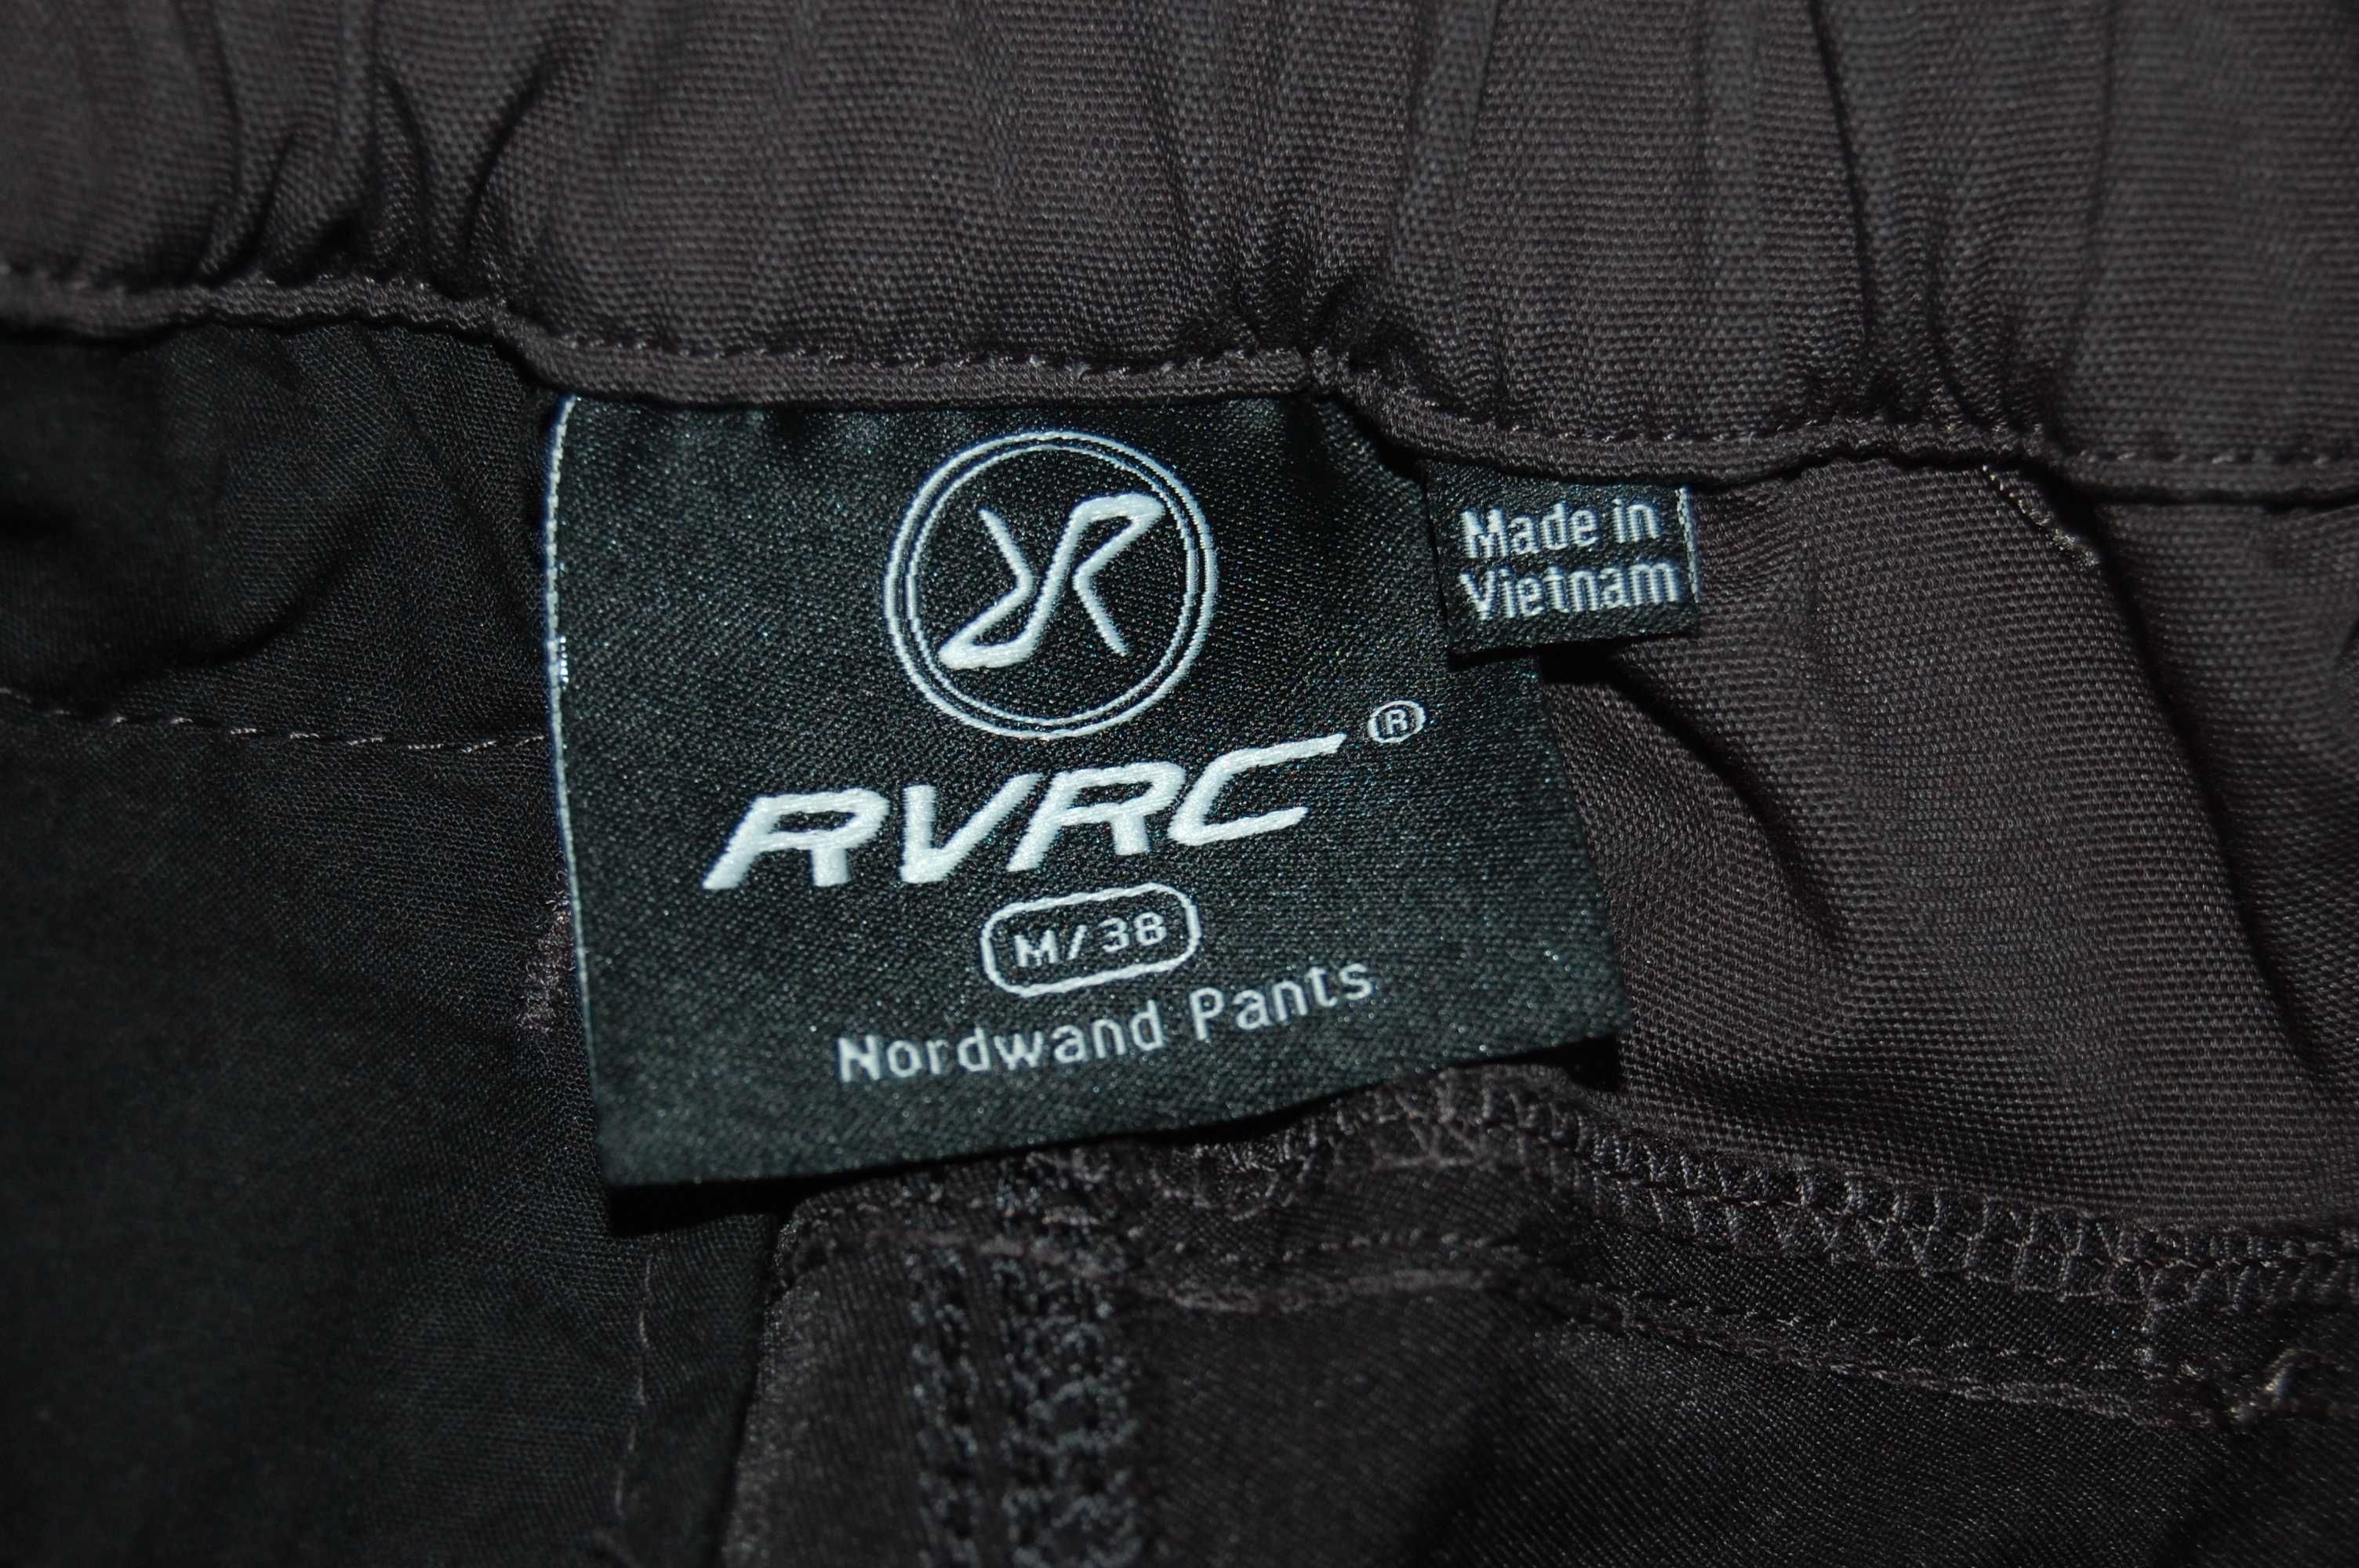 RVRC®
M/38
Nordwand Pants
Made in
Vietnam